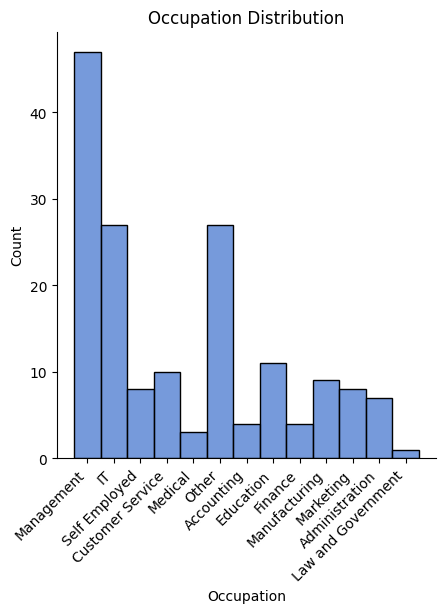 Occupation Distribution
Count
40
30
20
10
0
Management
IT
Self Employed
Customer Service
Medical
Other
Accounting
Education
Finance
Manufacturing
Marketing
Administration
Law and Government
Occupation